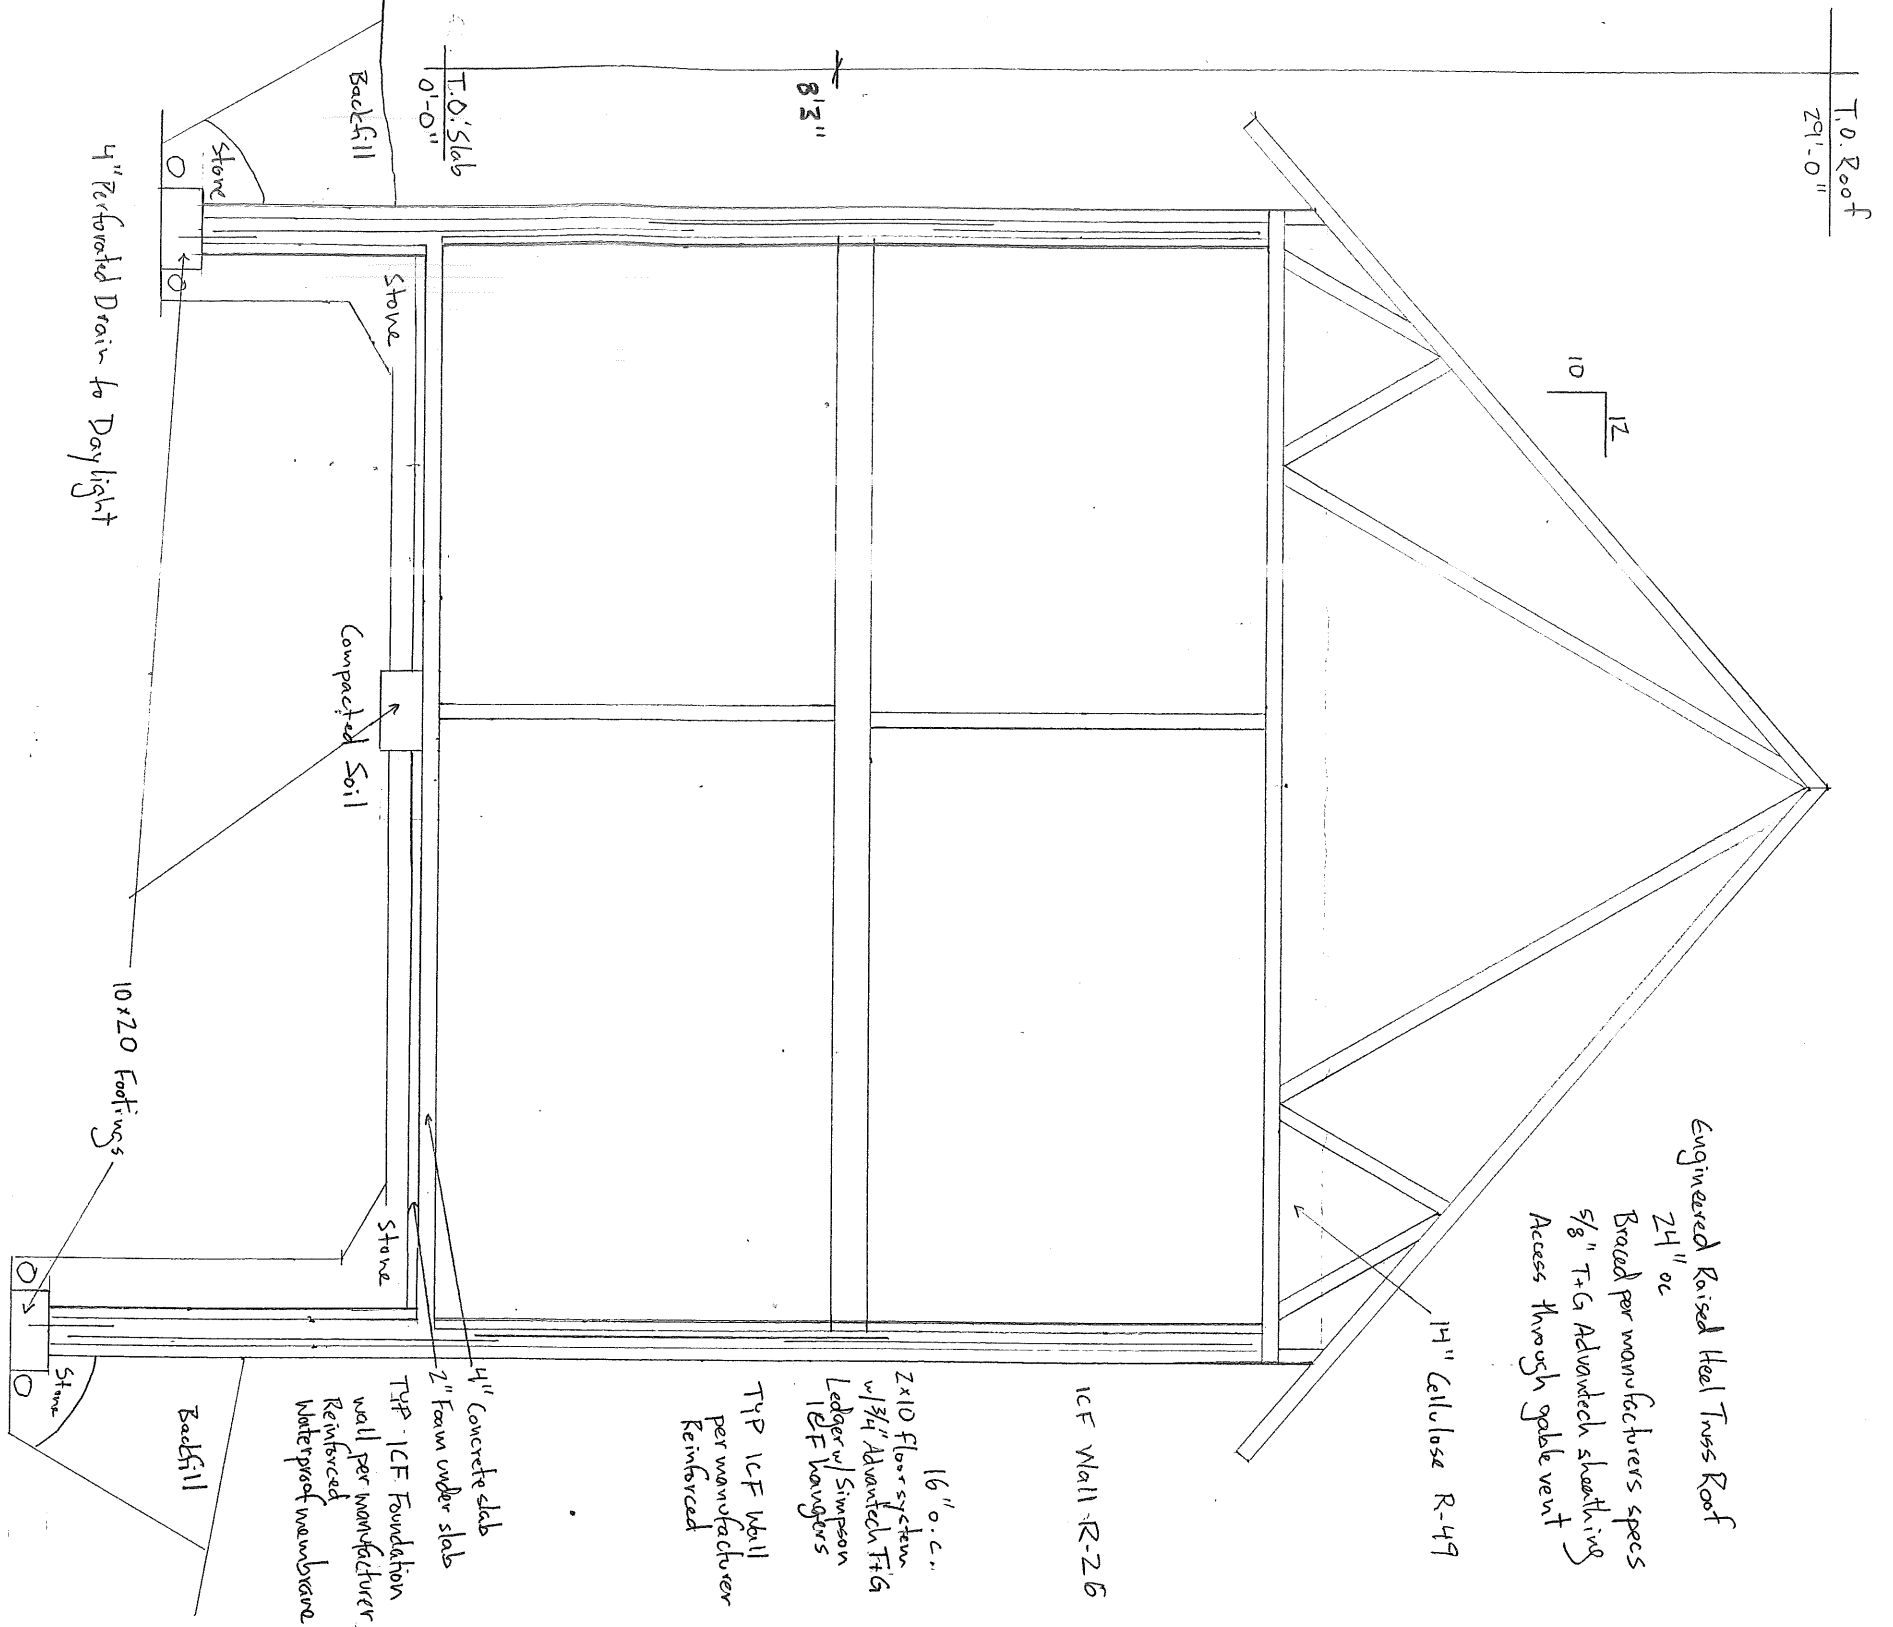 T.O. Roof
29'-0"
10
12
Engineered Raised Heel Truss Roof
24" oc
Braced per manufacturers specs
5/8" T+G Advantech sheathing
Access through gable vent
14" Cellulose R-49
ICF Wall R-26
8'3"
16" o.c.
2x10 floor system
w/ 3/4" Advantech T+G
Ledger w/ Simpson
ICF hangers
TYP ICF Wall
per manufacturer
Reinforced
T.O. Slab
0'-0"
4" Concrete slab
2" Foam under slab
TYP ICF Foundation
wall per manufacturer
Reinforced
Waterproof membrane
Backfill
Stone
Stone
Compacted Soil
Stone
Backfill
Stone
4" Perforated Drain to Daylight
10x20 Footings